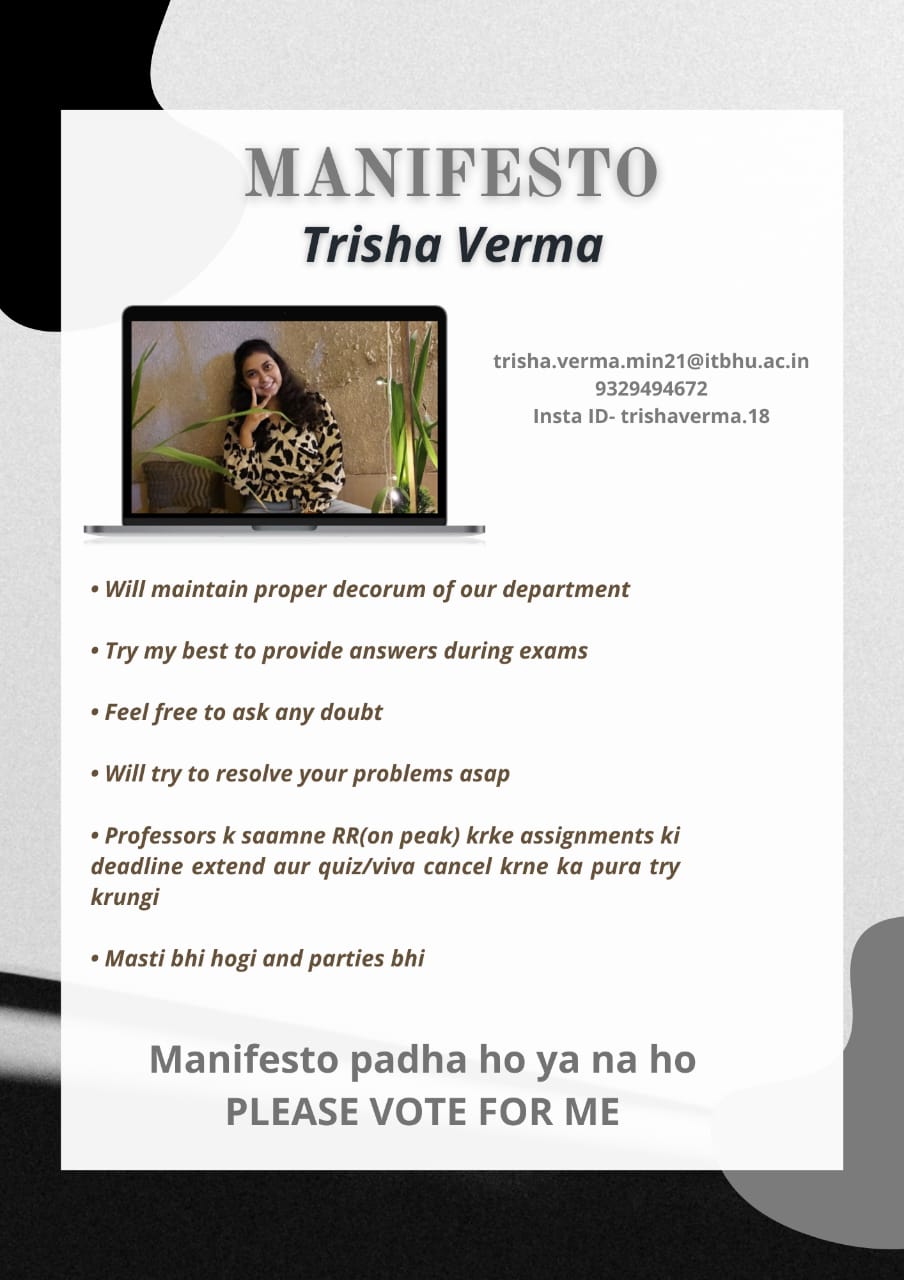 MANIFESTO
Trisha Verma
trisha.verma.min21@itbhu.ac.in
9329494672
Insta ID- trishaverma.18
• Will maintain proper decorum of our department
• Try my best to provide answers during exams
• Feel free to ask any doubt
• Will try to resolve your problems asap
• Professors k saamne RR(on peak) krke assignments ki
deadline extend aur quiz/viva cancel krne ka pura try
krungi
• Masti bhi hogi and parties bhi
Manifesto padha ho ya na ho
PLEASE VOTE FOR ME